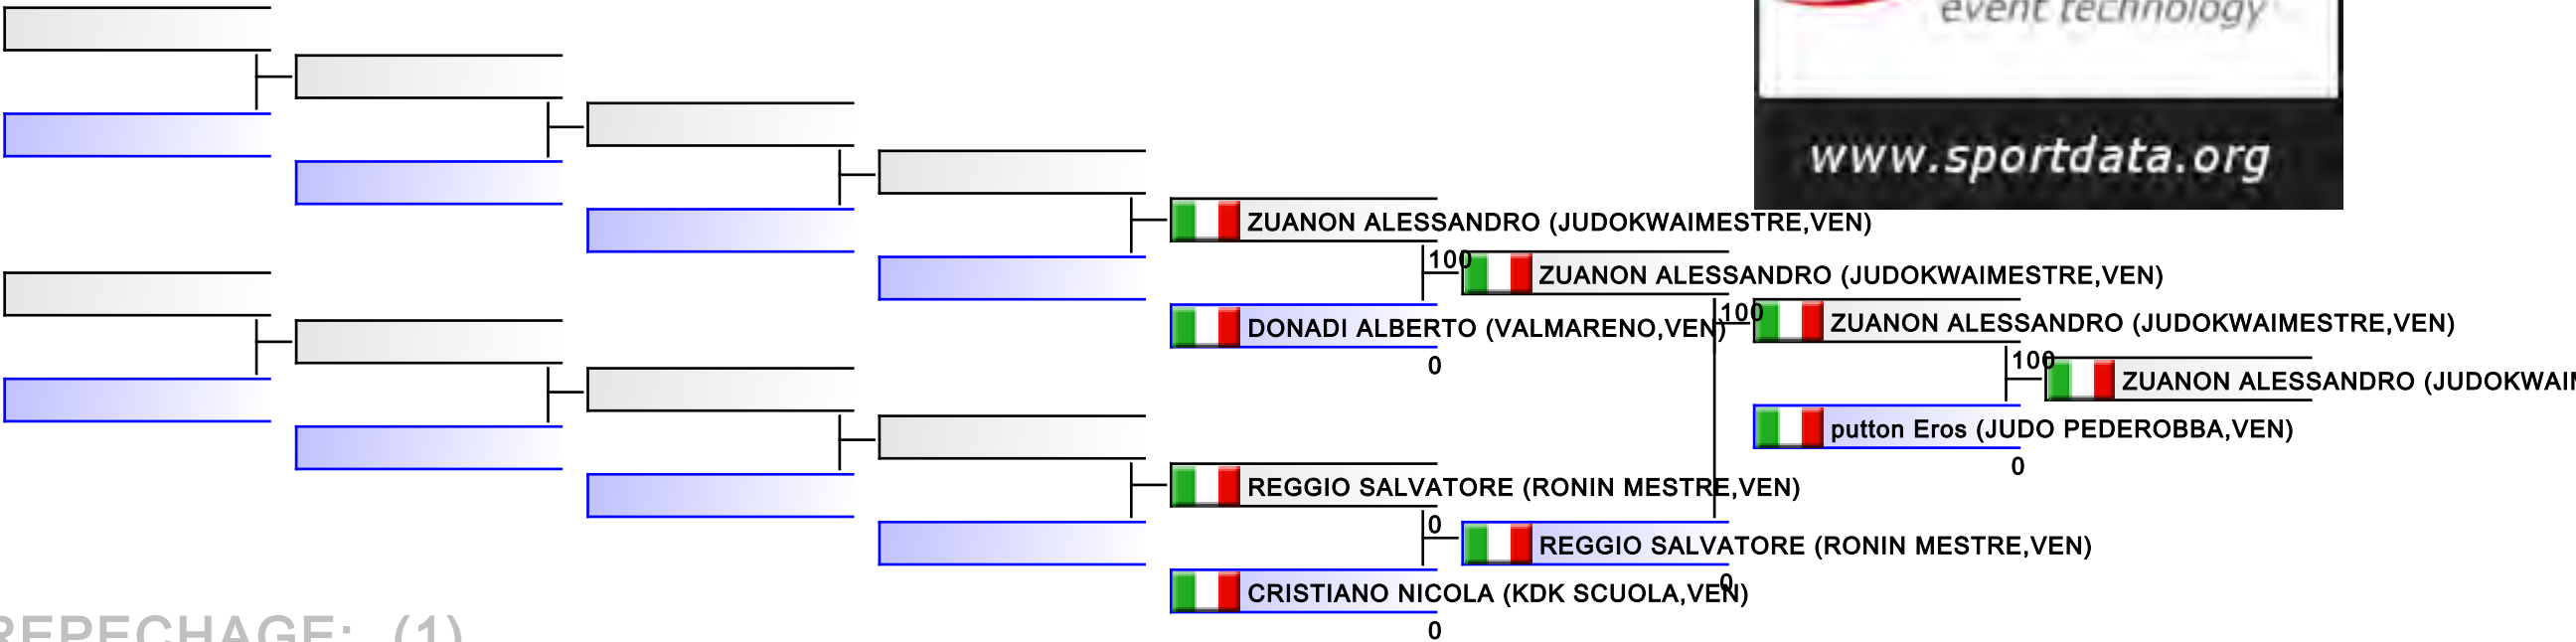 event technology
www.sportdata.org
ZUANON ALESSANDRO (JUDOKWAIMESTRE,VEN)
100
ZUANON ALESSANDRO (JUDOKWAIMESTRE,VEN)
DONADI ALBERTO (VALMARENO,VEN)
0
100
ZUANON ALESSANDRO (JUDOKWAIMESTRE,VEN)
100
ZUANON ALESSANDRO (JUDOKWAIM
putton Eros (JUDO PEDEROBBA,VEN)
0
REGGIO SALVATORE (RONIN MESTRE,VEN)
0
REGGIO SALVATORE (RONIN MESTRE,VEN)
0
CRISTIANO NICOLA (KDK SCUOLA,VEN)
0
REPECHAGE: (1)